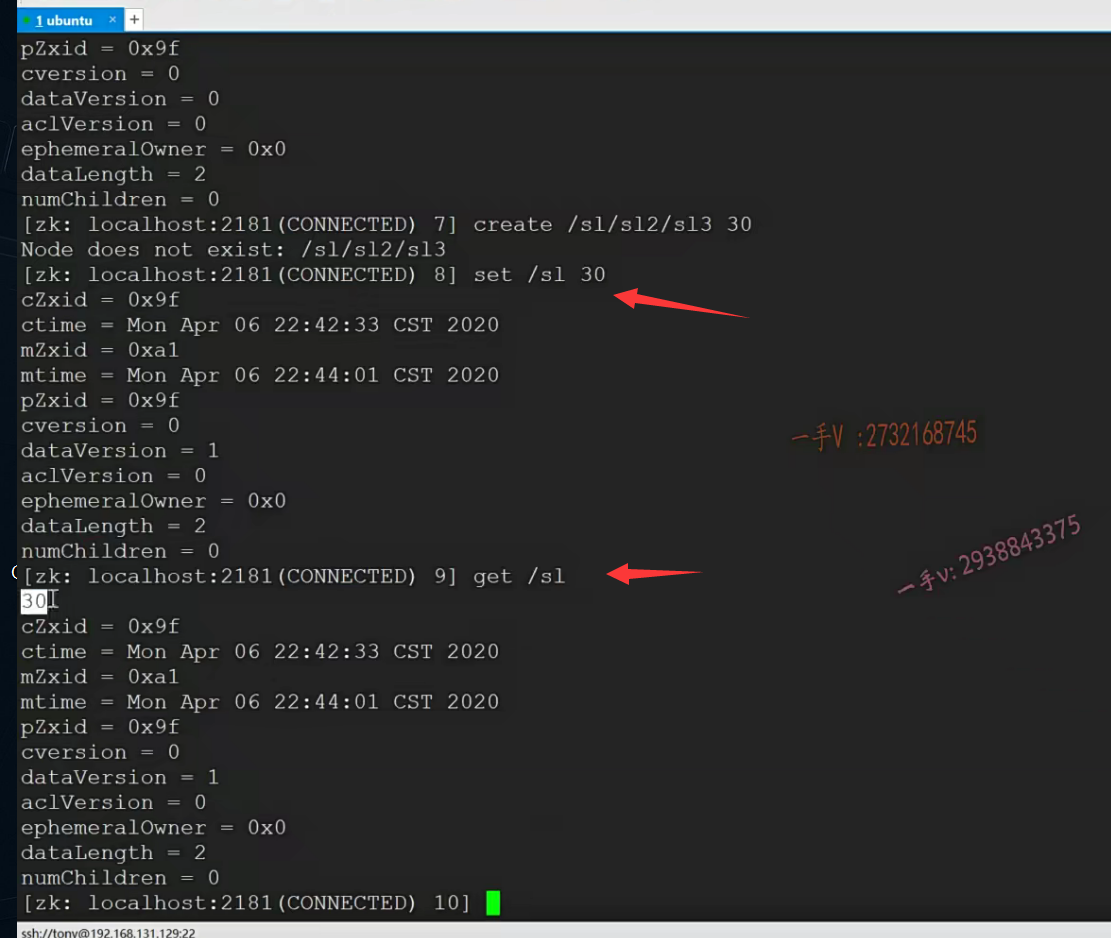 1 ubuntu × +
pZxid = 0x9f
cversion = 0
dataVersion = 0
aclVersion = 0
ephemeralOwner = 0x0
dataLength = 2
numChildren = 0
[zk: localhost:2181(CONNECTED) 7] create /sl/sl2/sl3 30
Node does not exist: /sl/sl2/sl3
[zk: localhost:2181(CONNECTED) 8] set /sl 30
cZxid = 0x9f
ctime = Mon Apr 06 22:42:33 CST 2020
mZxid = 0xa1
mtime = Mon Apr 06 22:44:01 CST 2020
pZxid = 0x9f
cversion = 0
一手V :2732168745
dataVersion = 1
aclVersion = 0
ephemeralOwner = 0x0
dataLength = 2
numChildren = 0
一手v: 2938843375
[zk: localhost:2181(CONNECTED) 9] get /sl
30
cZxid = 0x9f
ctime = Mon Apr 06 22:42:33 CST 2020
mZxid = 0xa1
mtime = Mon Apr 06 22:44:01 CST 2020
pZxid = 0x9f
cversion = 0
dataVersion = 1
aclVersion = 0
ephemeralOwner = 0x0
dataLength = 2
numChildren = 0
[zk: localhost:2181(CONNECTED) 10]
ssh://tony@192.168.131.129:22